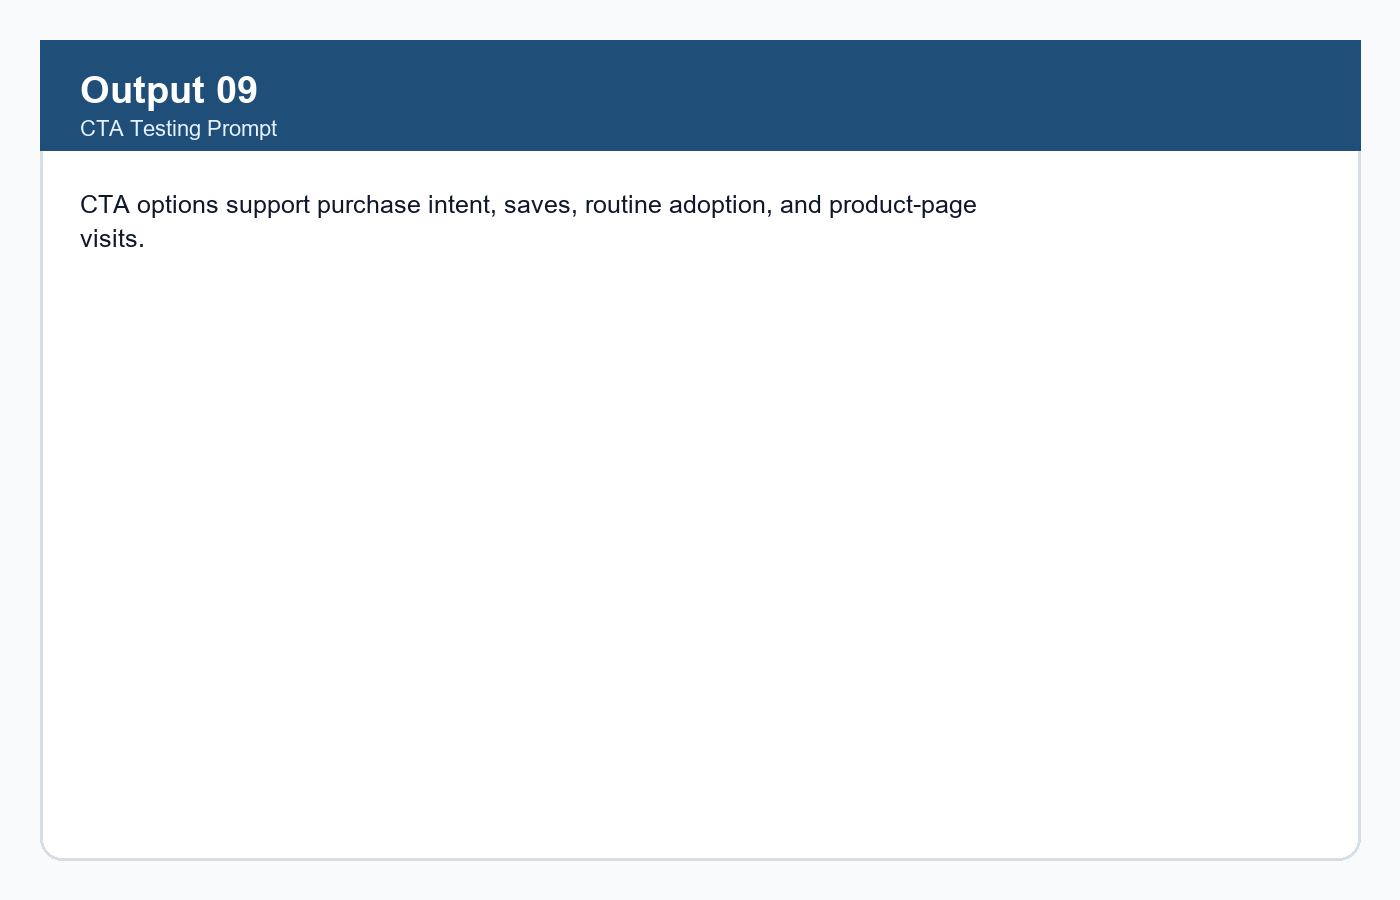 Output 09
CTA Testing Prompt
CTA options support purchase intent, saves, routine adoption, and product-page
visits.